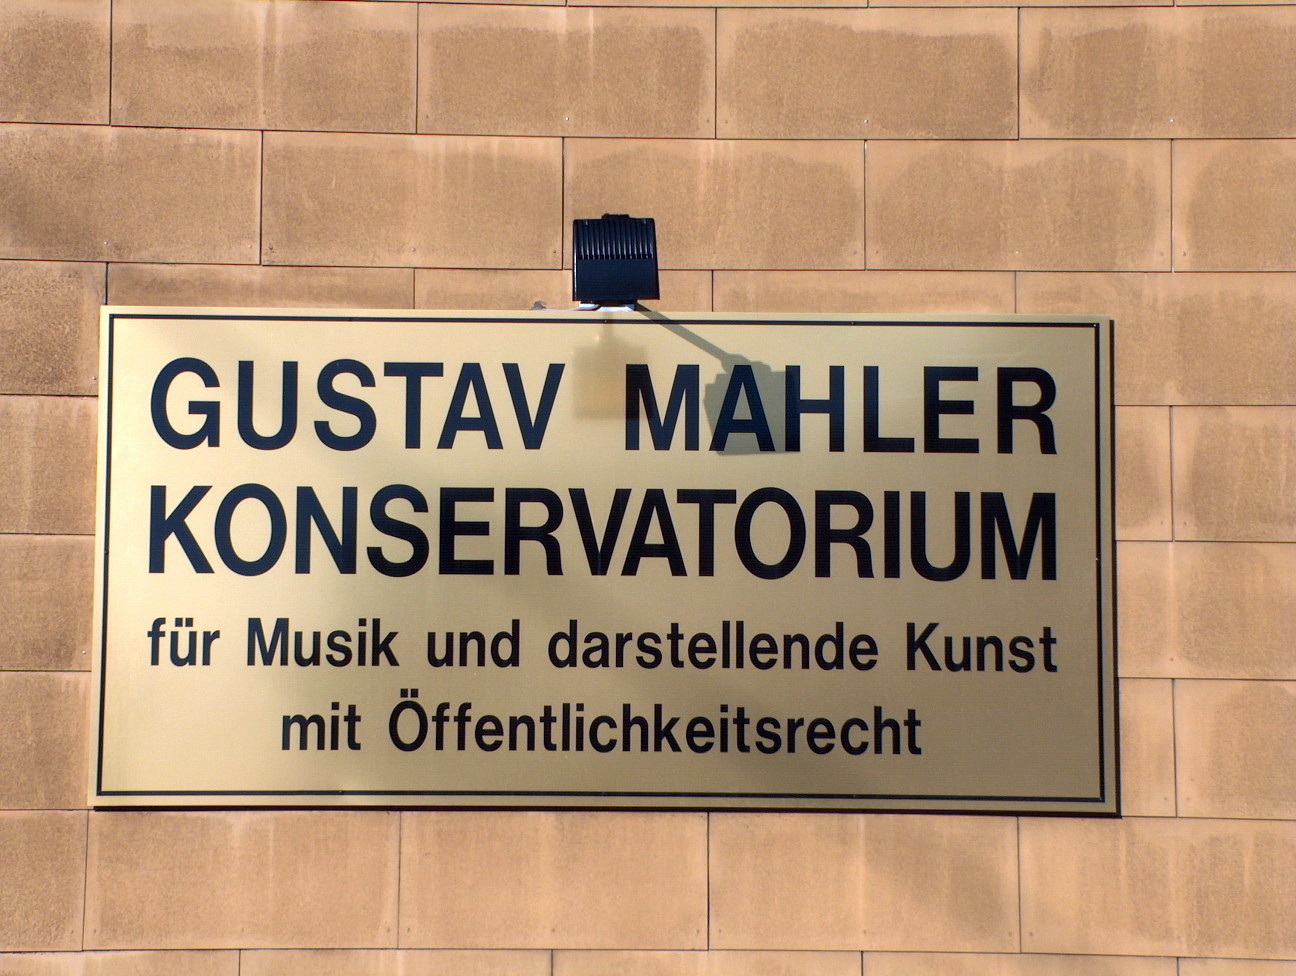 GUSTAV MAHLER
KONSERVATORIUM
für Musik und darstellende Kunst
mit Öffentlichkeitsrecht